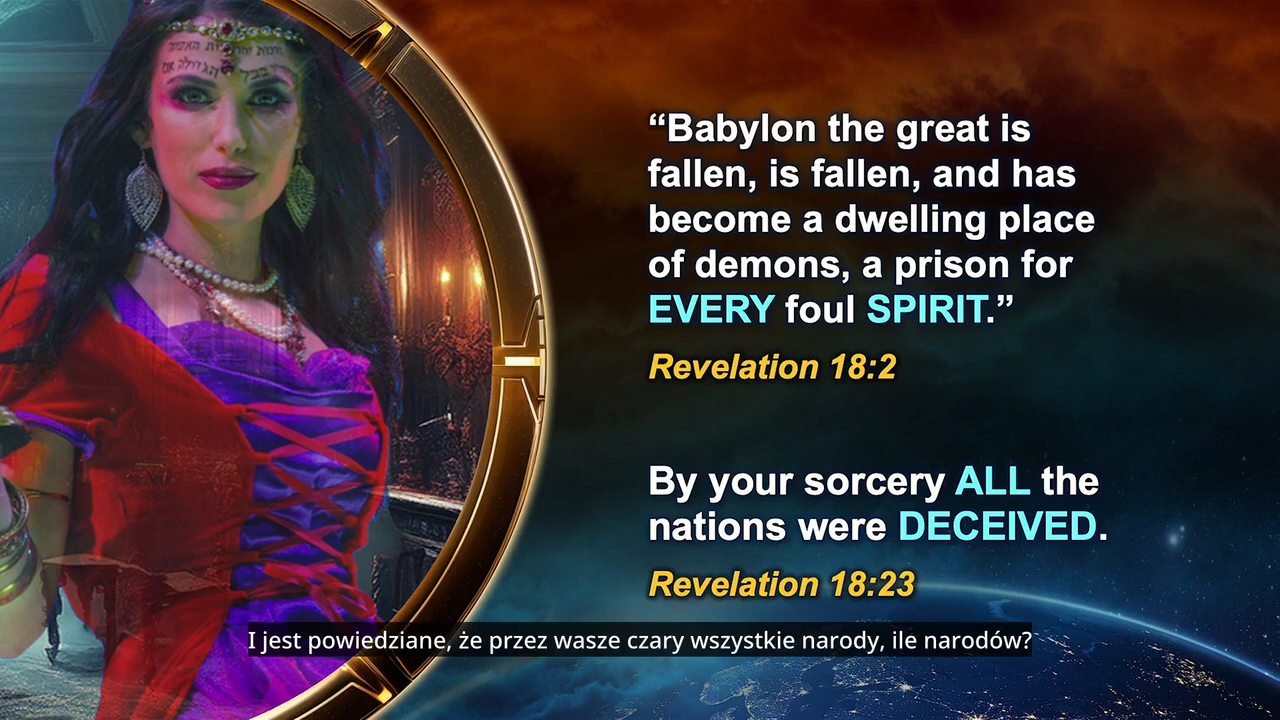 “Babylon the great is
fallen, is fallen, and has
become a dwelling place
of demons, a prison for
EVERY foul SPIRIT.”
Revelation 18:2
By your sorcery ALL the
nations were DECEIVED.
Revelation 18:23
I jest powiedziane, że przez wasze czary wszystkie narody, ile narodów?